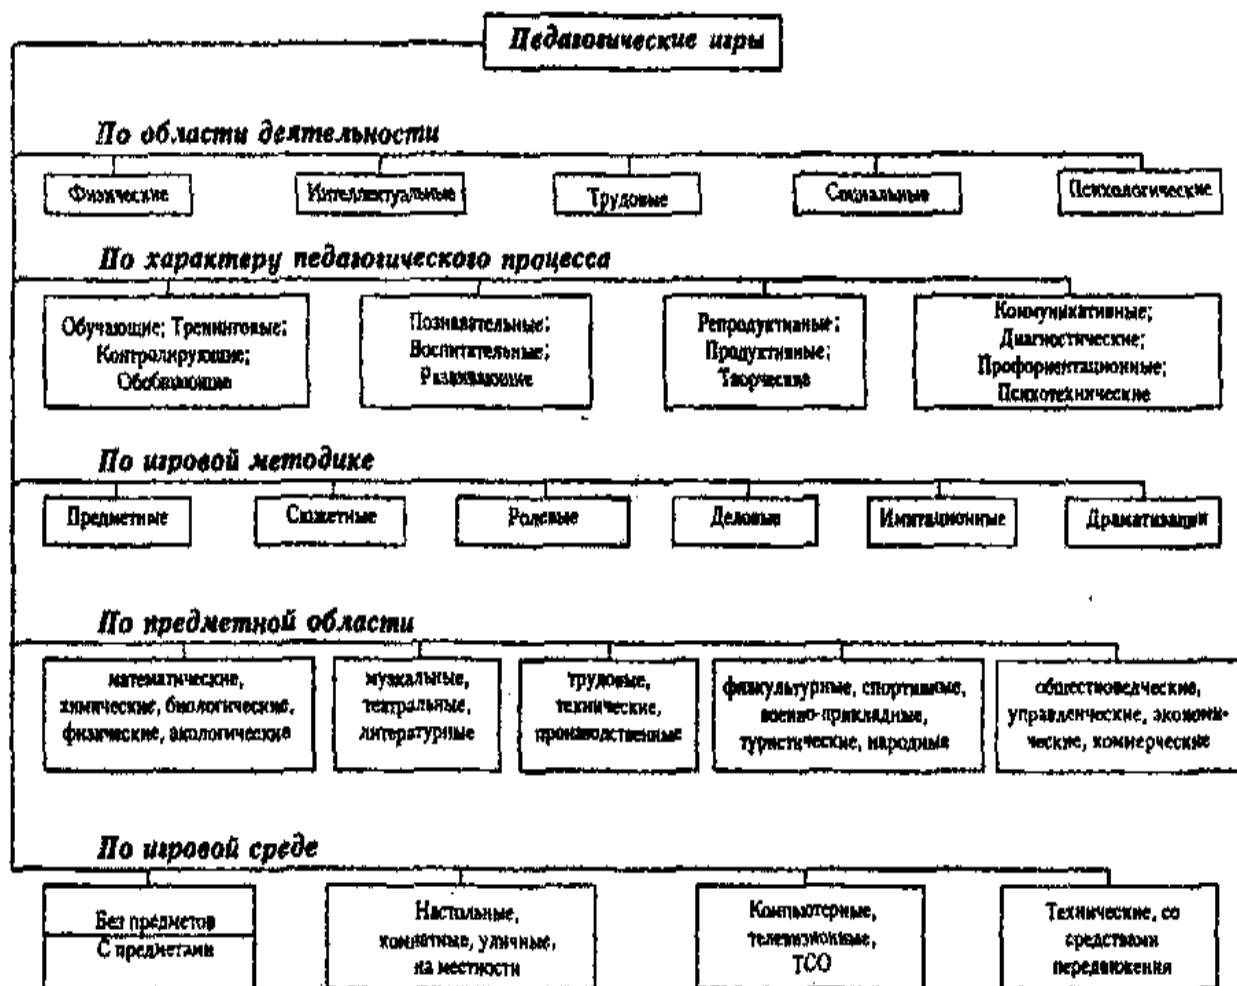 Педагогические игры
По области деятельности
Физические
Интеллектуальные
Трудовые
Социальные
Психологические
По характеру педагогического процесса
Обучающие; Тренинговые;
Контролирующие;
Обобщающие
Познавательные;
Воспитательные;
Развивающие
Репродуктивные;
Продуктивные;
Творческие
Коммуникативные;
Диагностические;
Профориентационные;
Психотехнические
По игровой методике
Предметные
Сюжетные
Ролевые
Деловые
Имитационные
Драматизации
По предметной области
математические,
химические, биологические,
физические, экологические
музкальные,
театральные,
литературные
трудовые,
технические,
производственные
физкультурные, спортивные,
военно-прикладные,
туристические, народные
обществоведческие,
управленческие, экономи-
ческие, коммерческие
По игровой среде
Без предметов
С предметами
Настольные,
комнатные, уличные,
на местности
Компьютерные,
телевизионные,
ТСО
Технические, со
средствами
передвижения